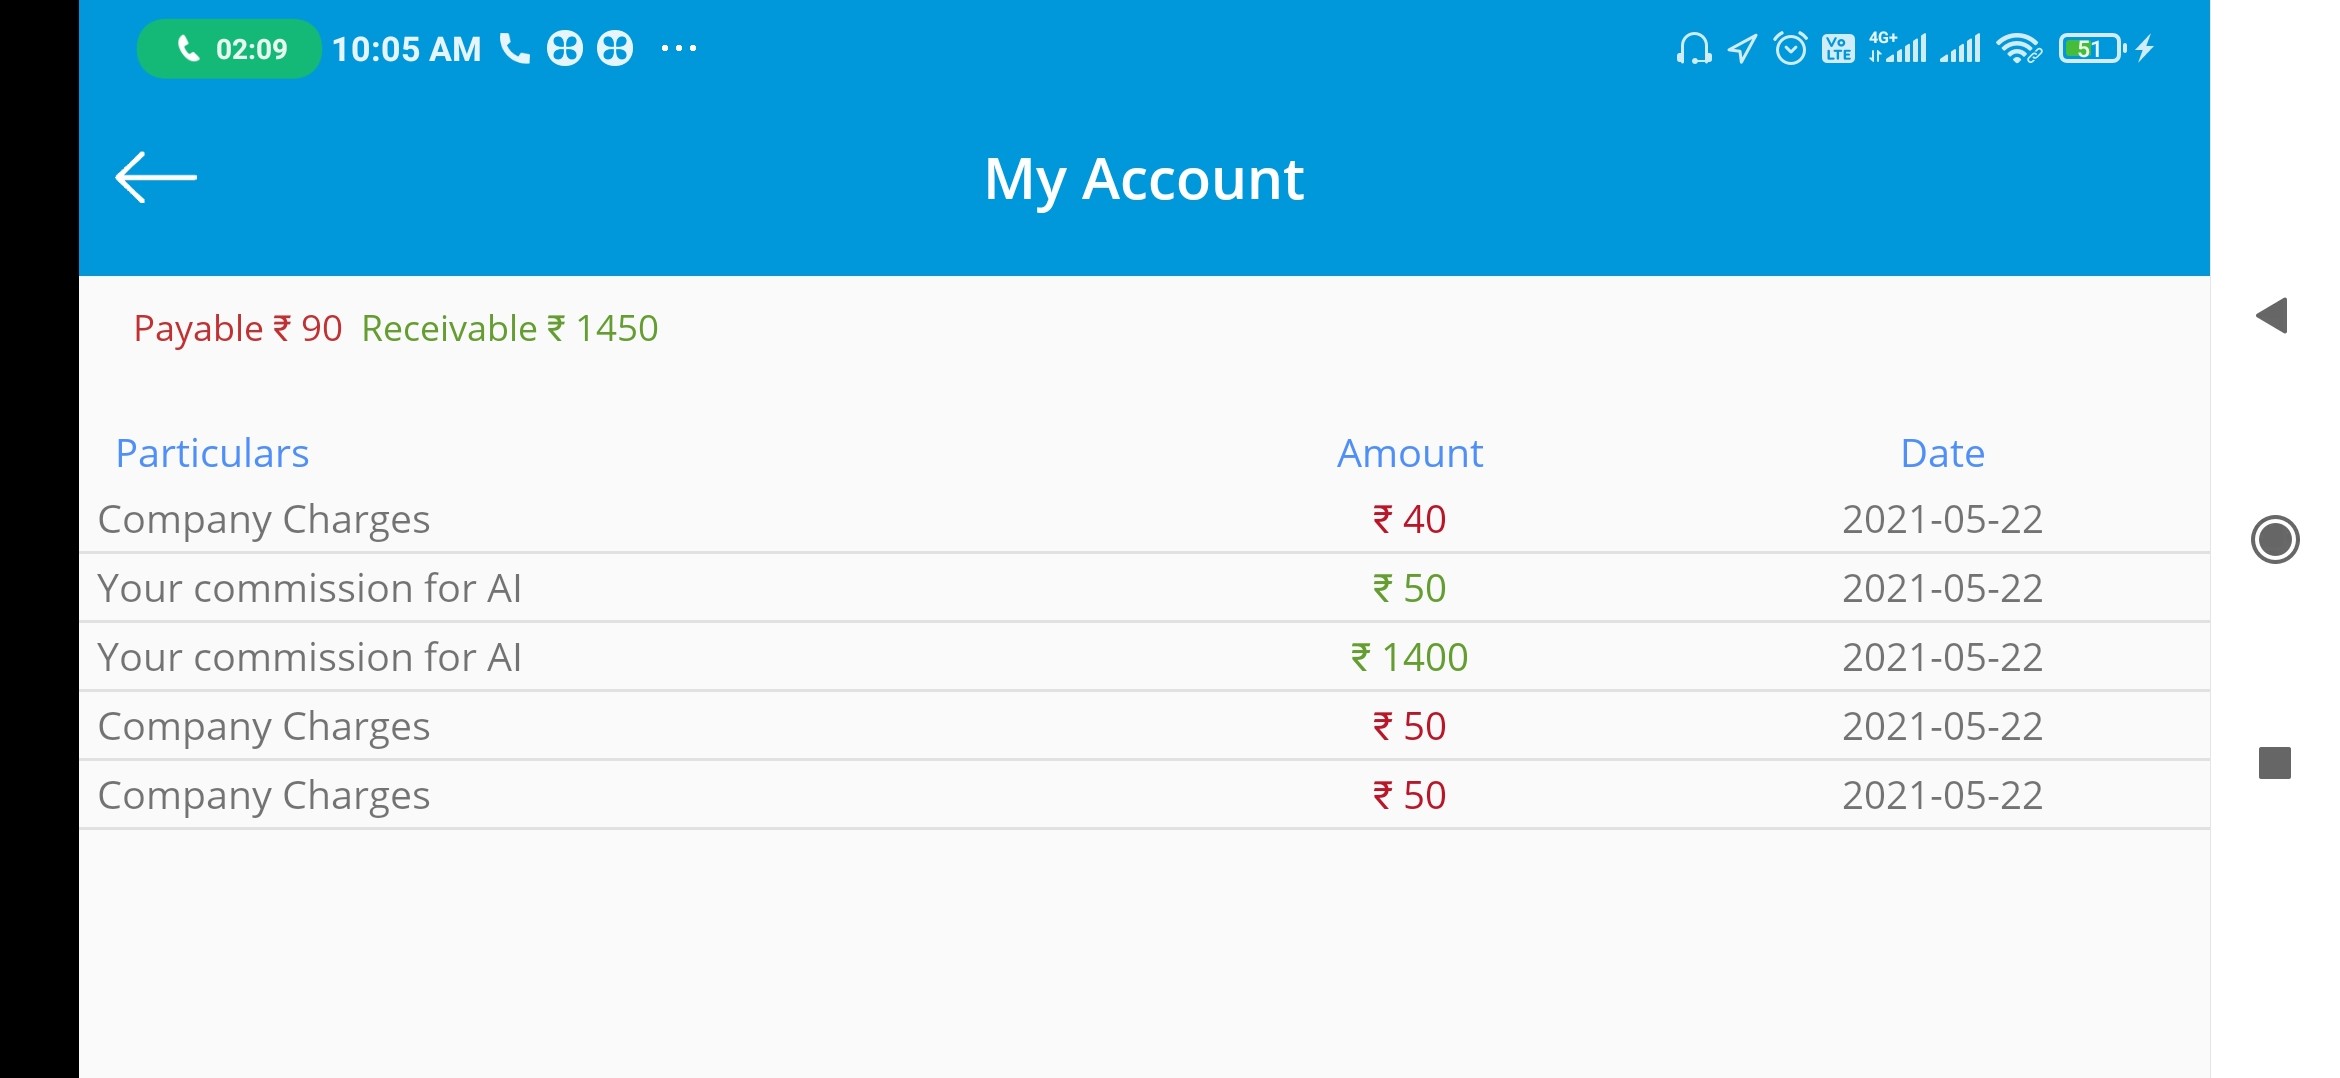 02:09 10:05 AM Vo LTE 4G+ 51
My Account
Payable ₹ 90 Receivable ₹ 1450
Particulars Amount Date
Company Charges ₹ 40 2021-05-22
Your commission for AI ₹ 50 2021-05-22
Your commission for AI ₹ 1400 2021-05-22
Company Charges ₹ 50 2021-05-22
Company Charges ₹ 50 2021-05-22